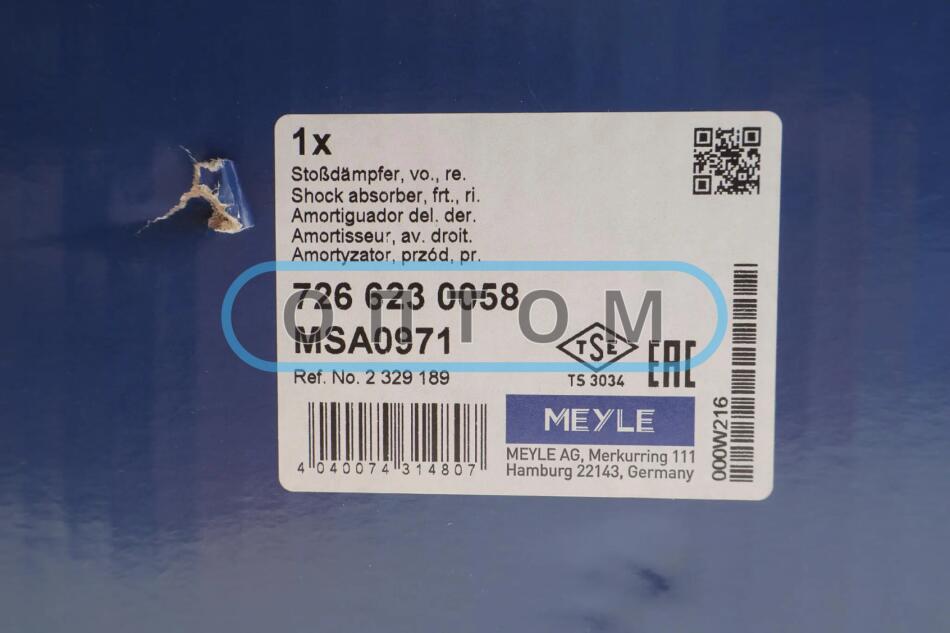 1x
Stoßdämpfer, vo., re.
Shock absorber, frt., ri.
Amortiguador del. der.
Amortisseur, av. droit.
Amortyzator, przód, pr.
726 623 0058
ОПТОМ
MSA0971
Ref. No. 2 329 189
TSE
TS 3034
EAC
4 040074 314807
MEYLE
MEYLE AG, Merkurring 111
Hamburg 22143, Germany
000W216